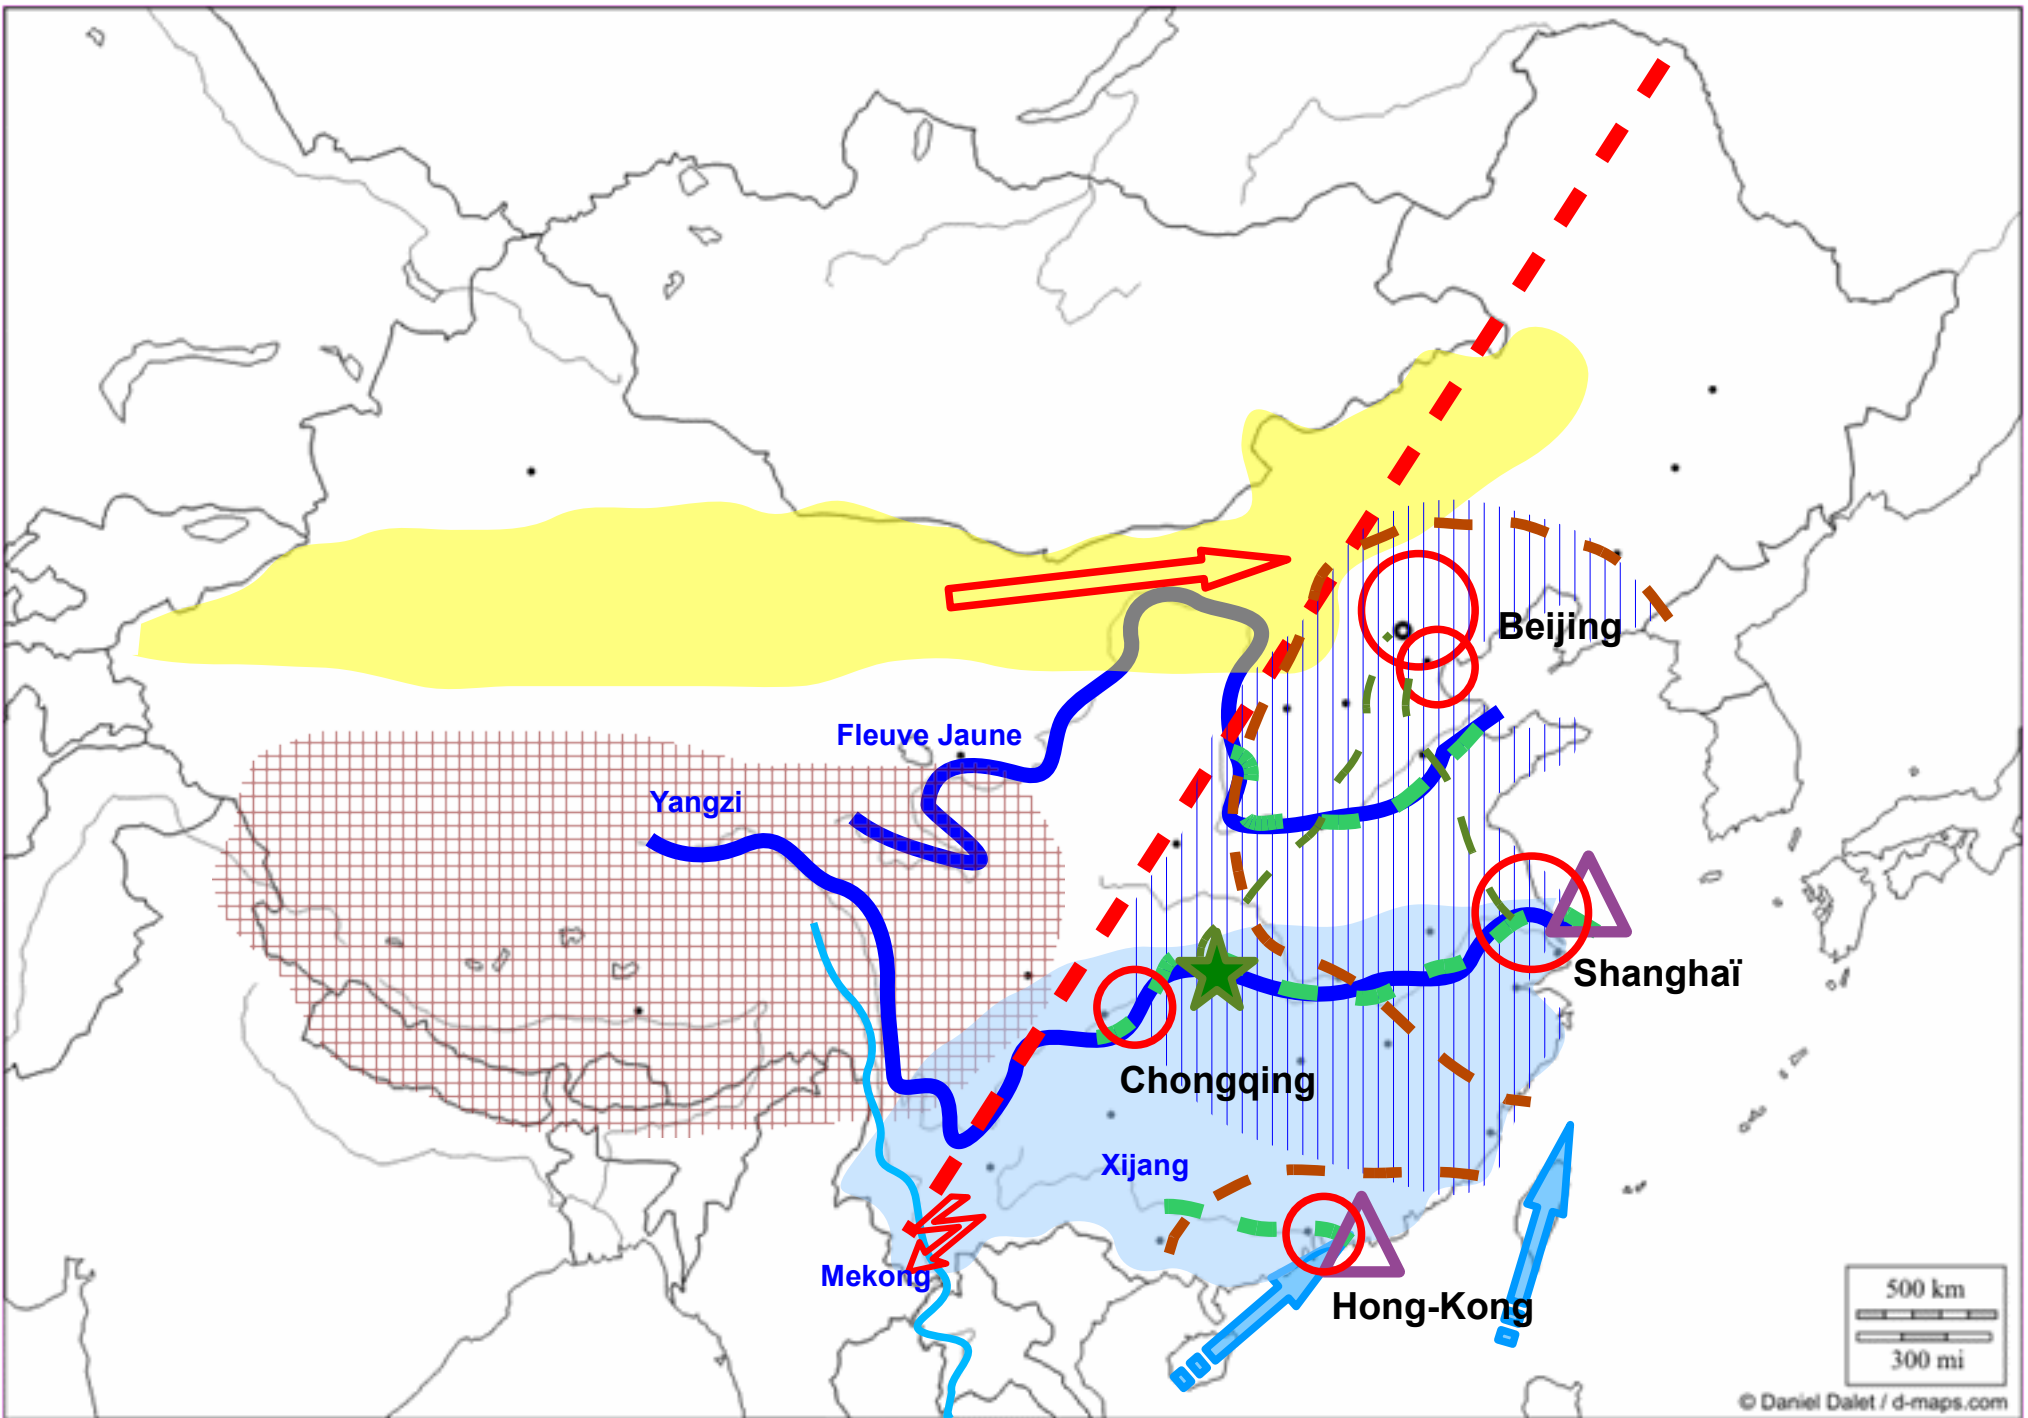 Beijing
Fleuve Jaune
Yangzi
Shanghaï
Chongqing
Xijang
Mekong
Hong-Kong
500 km
300 mi
© Daniel Dalet / d-maps.com